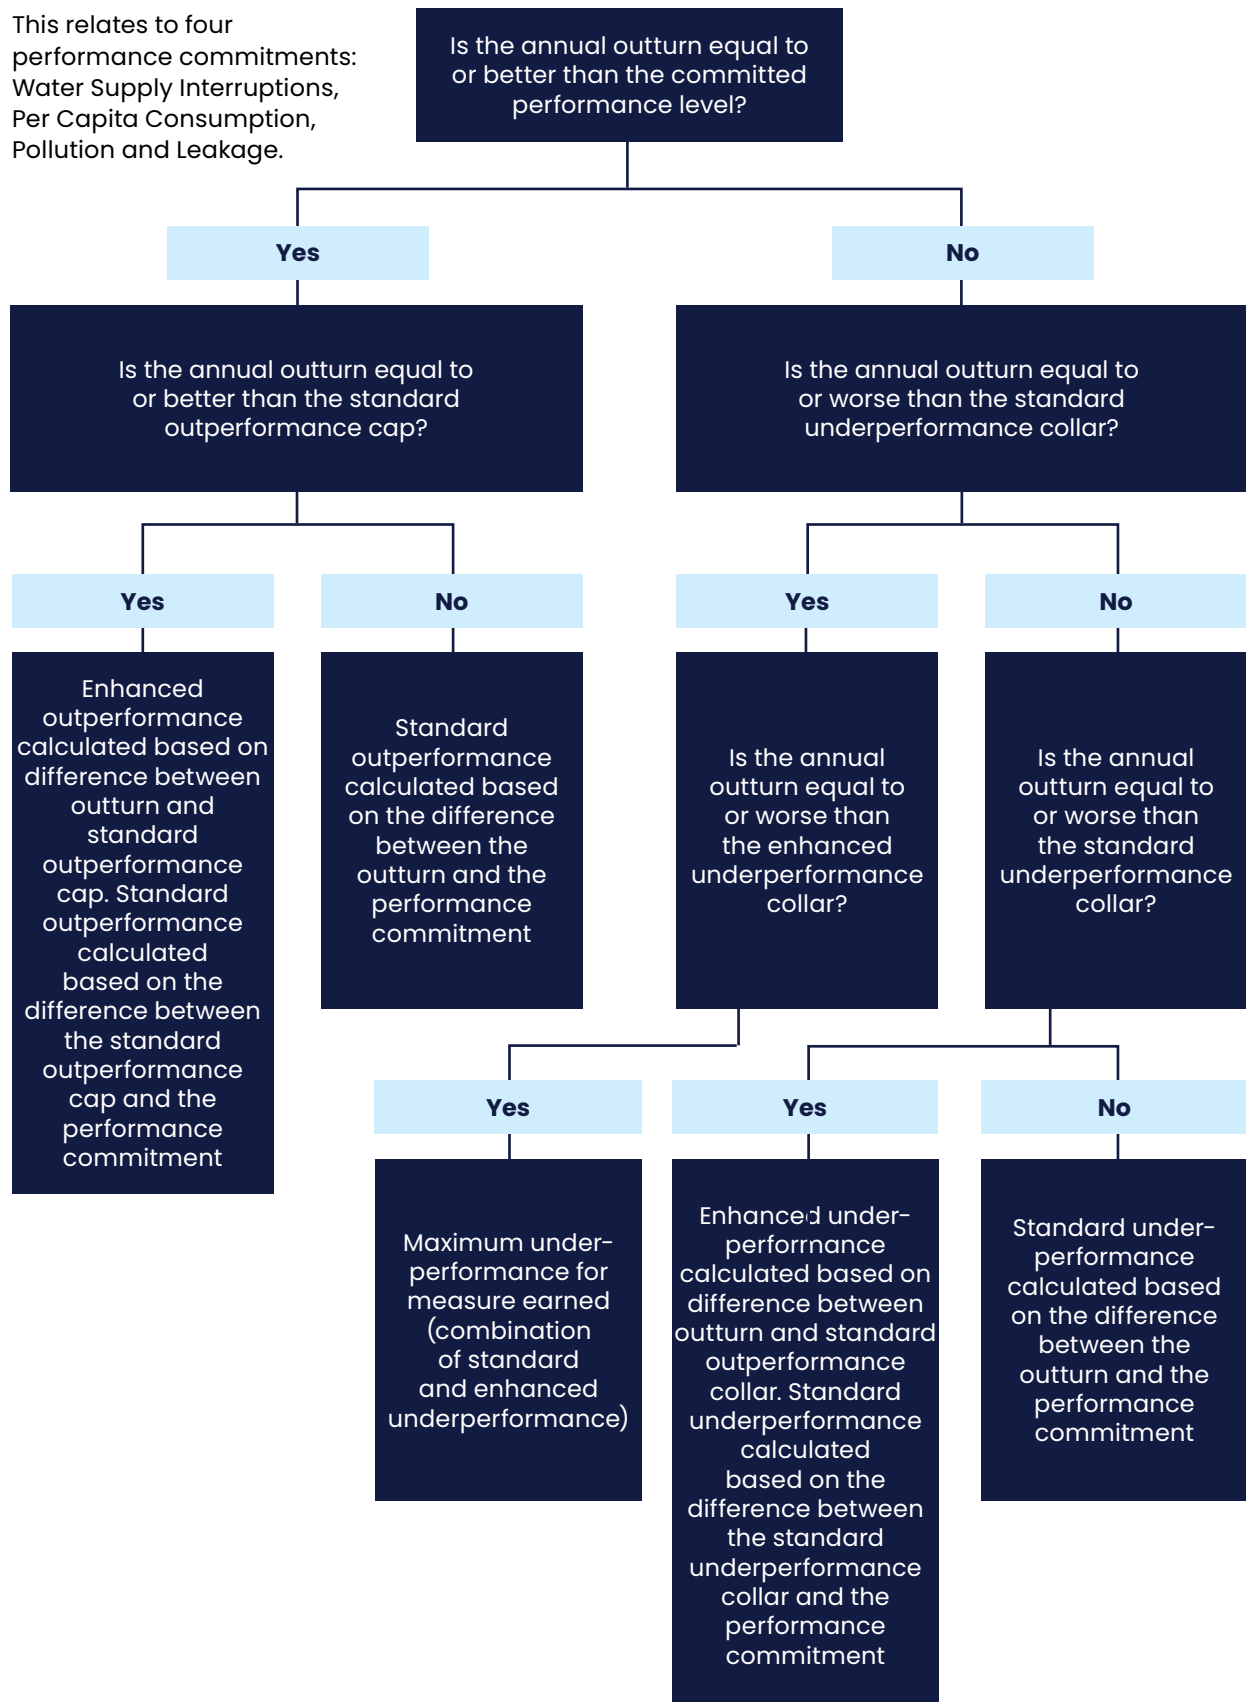 This relates to four
performance commitments:
Water Supply Interruptions,
Per Capita Consumption,
Pollution and Leakage.
Is the annual outturn equal to
or better than the committed
performance level?
Yes
No
Is the annual outturn equal to
or better than the standard
outperformance cap?
Is the annual outturn equal to
or worse than the standard
underperformance collar?
Yes
No
Yes
No
Enhanced
outperformance
calculated based on
difference between
outturn and
standard
outperformance
cap. Standard
outperformance
calculated
based on the
difference between
the standard
outperformance
cap and the
performance
commitment
Standard
outperformance
calculated based
on the difference
between the
outturn and the
performance
commitment
Is the annual
outturn equal to
or worse than
the enhanced
underperformance
collar?
Is the annual
outturn equal to
or worse than
the standard
underperformance
collar?
Yes
Yes
No
Maximum under-
performance for
measure earned
(combination
of standard
and enhanced
underperformance)
Enhanced under-
performance
calculated based on
difference between
outturn and standard
outperformance
collar. Standard
underperformance
calculated
based on the
difference between
the standard
underperformance
collar and the
performance
commitment
Standard under-
performance
calculated based
on the difference
between the
outturn and the
performance
commitment